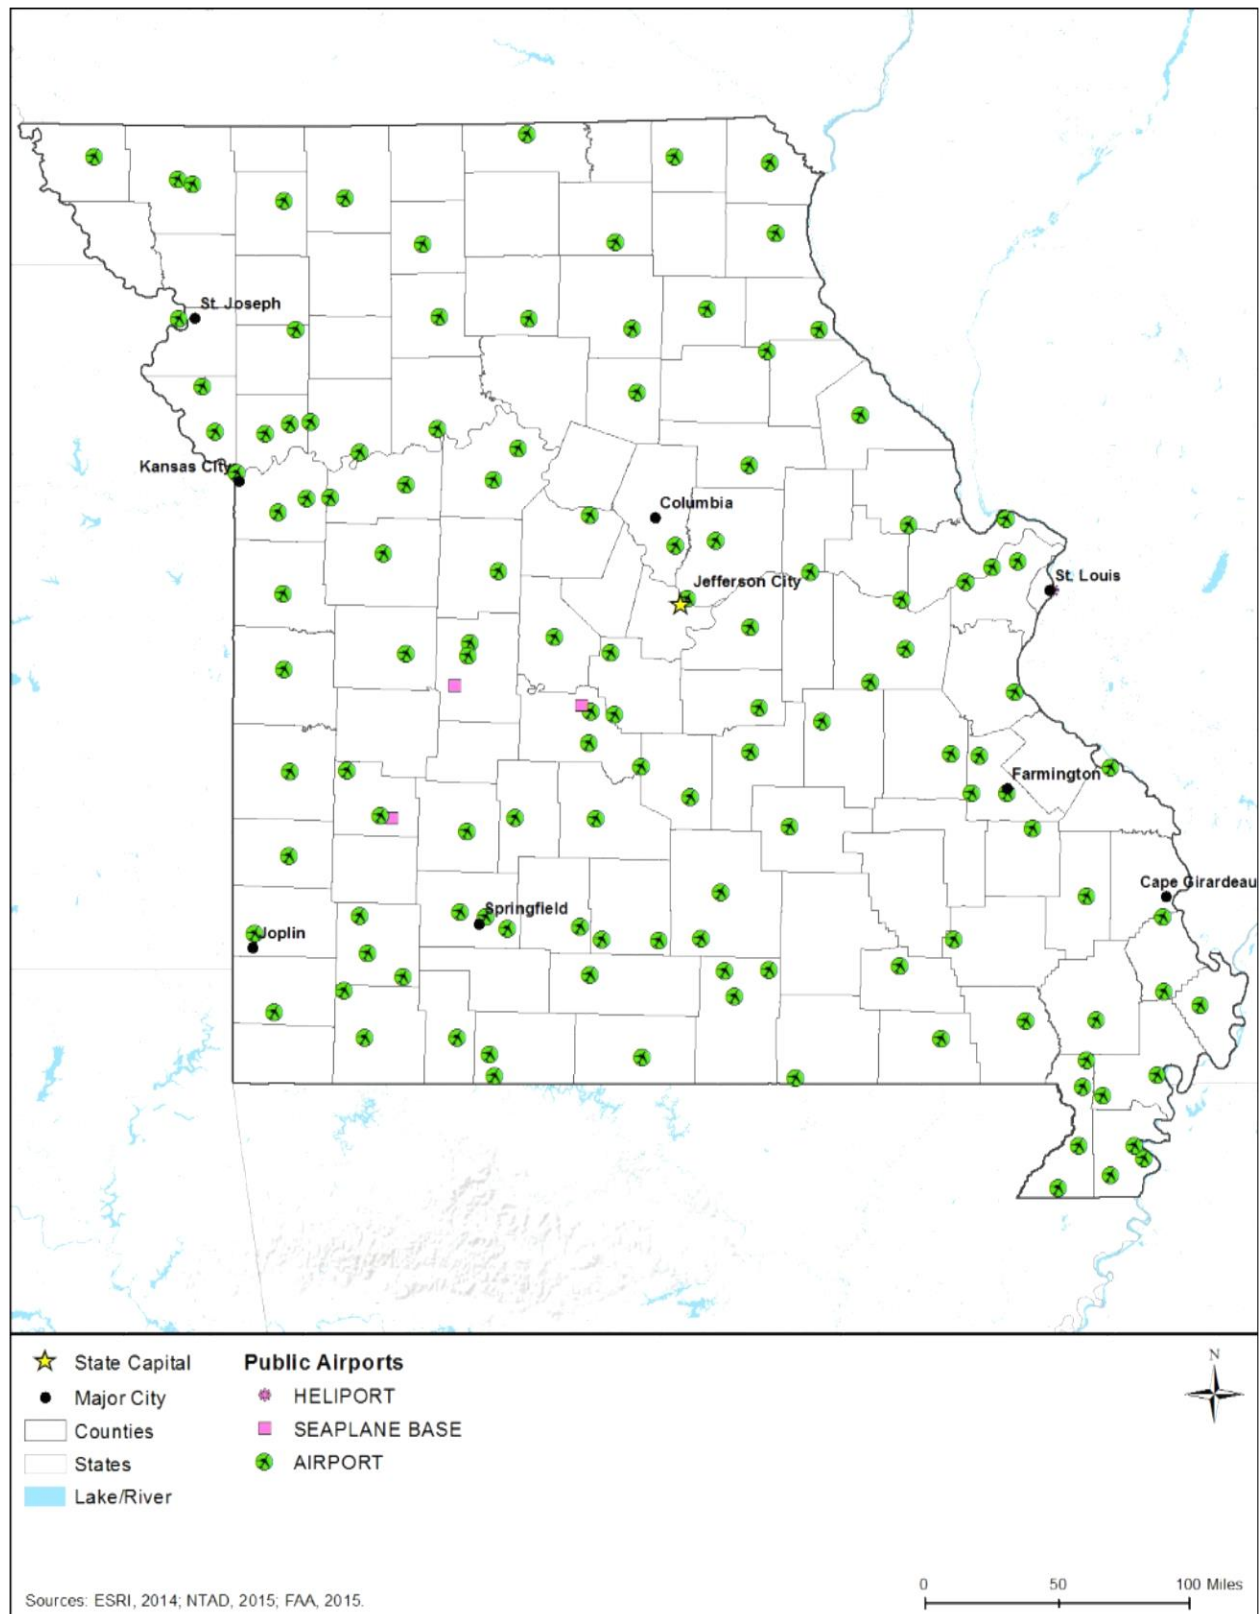 St. Joseph
Kansas City
Columbia
Jefferson City
St. Louis
Farmington
Cape Girardeau
Springfield
Joplin
State Capital
Major City
Counties
States
Lake/River
Public Airports
HELIPORT
SEAPLANE BASE
AIRPORT
N
0 50 100 Miles
Sources: ESRI, 2014; NTAD, 2015; FAA, 2015.